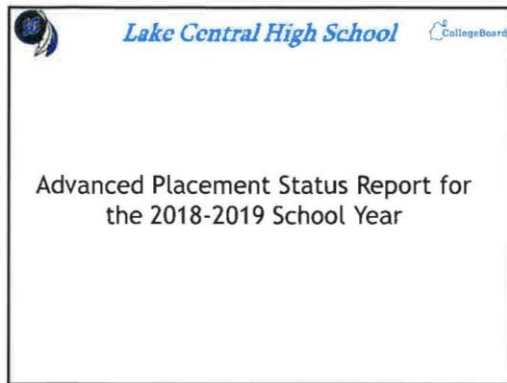 Lake Central High School
CollegeBoard
Advanced Placement Status Report for
the 2018-2019 School Year